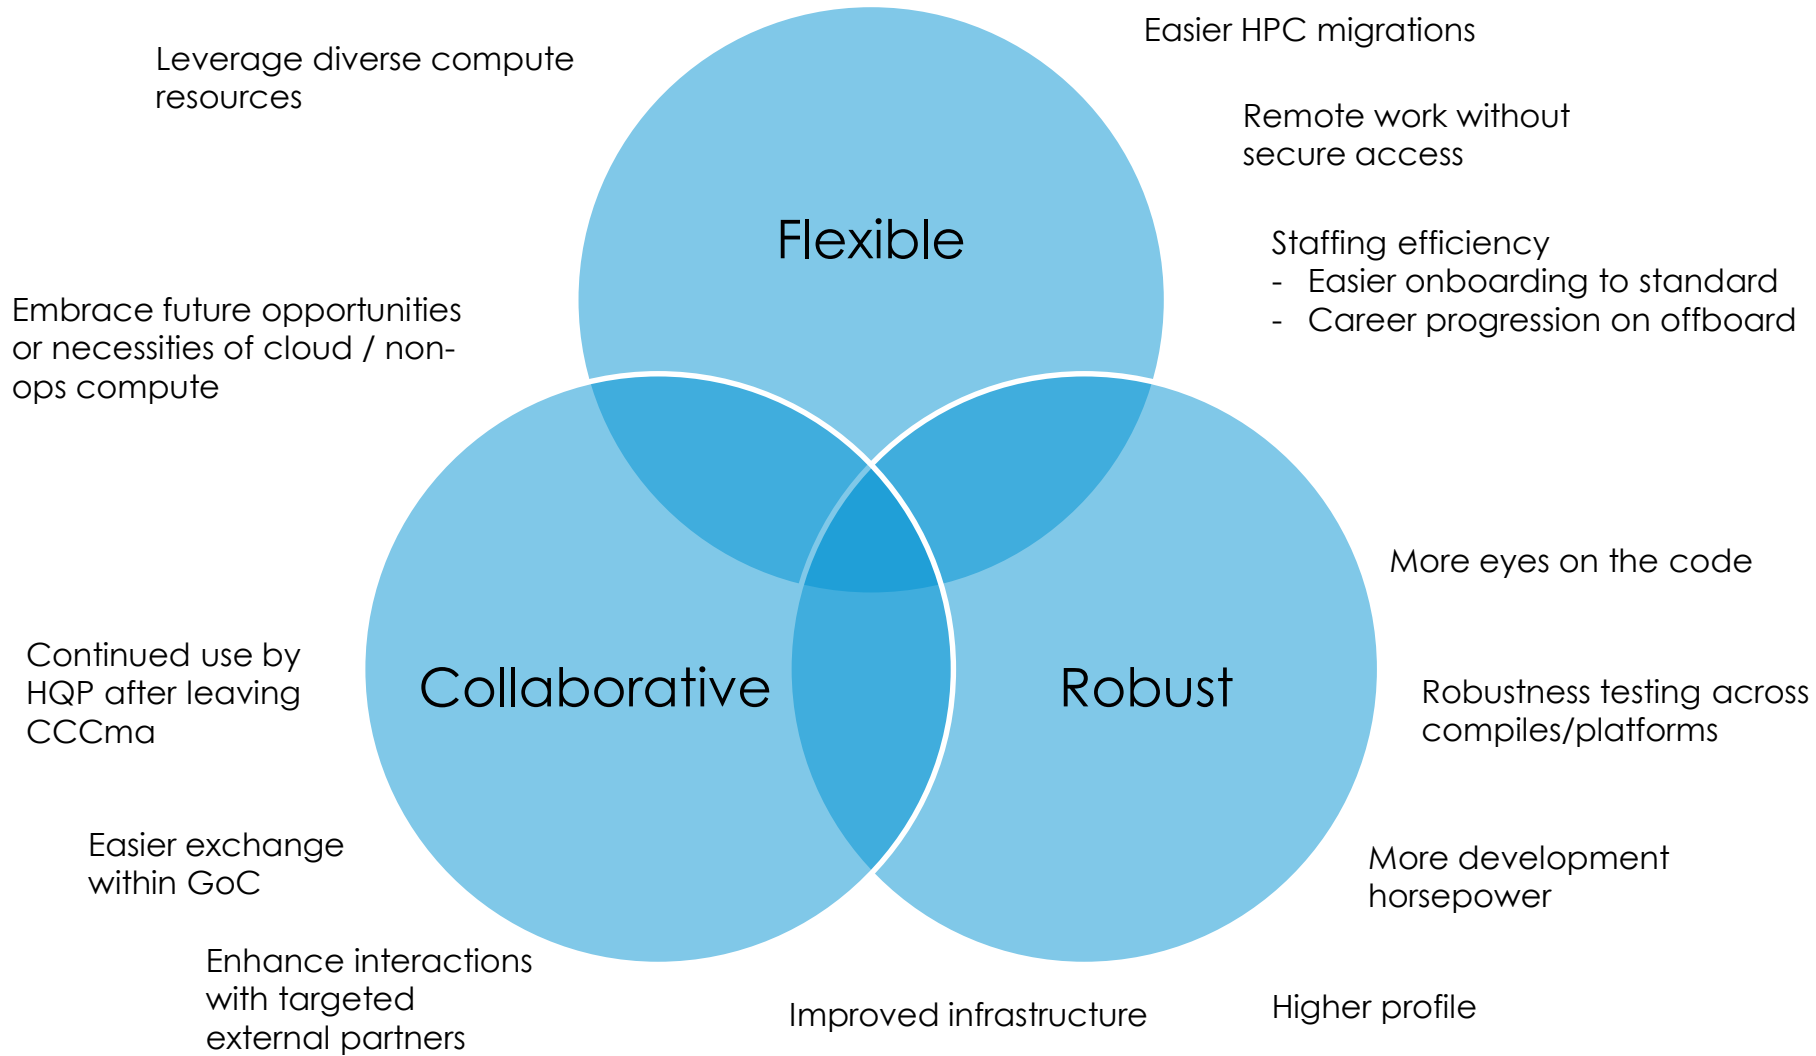 Easier HPC migrations
Leverage diverse compute
resources
Remote work without
secure access
Flexible
Staffing efficiency
- Easier onboarding to standard
- Career progression on offboard
Embrace future opportunities
or necessities of cloud / non-
ops compute
More eyes on the code
Continued use by
HQP after leaving
CCCma
Collaborative
Robust
Robustness testing across
compiles/platforms
Easier exchange
within GoC
More development
horsepower
Enhance interactions
with targeted
external partners
Improved infrastructure
Higher profile